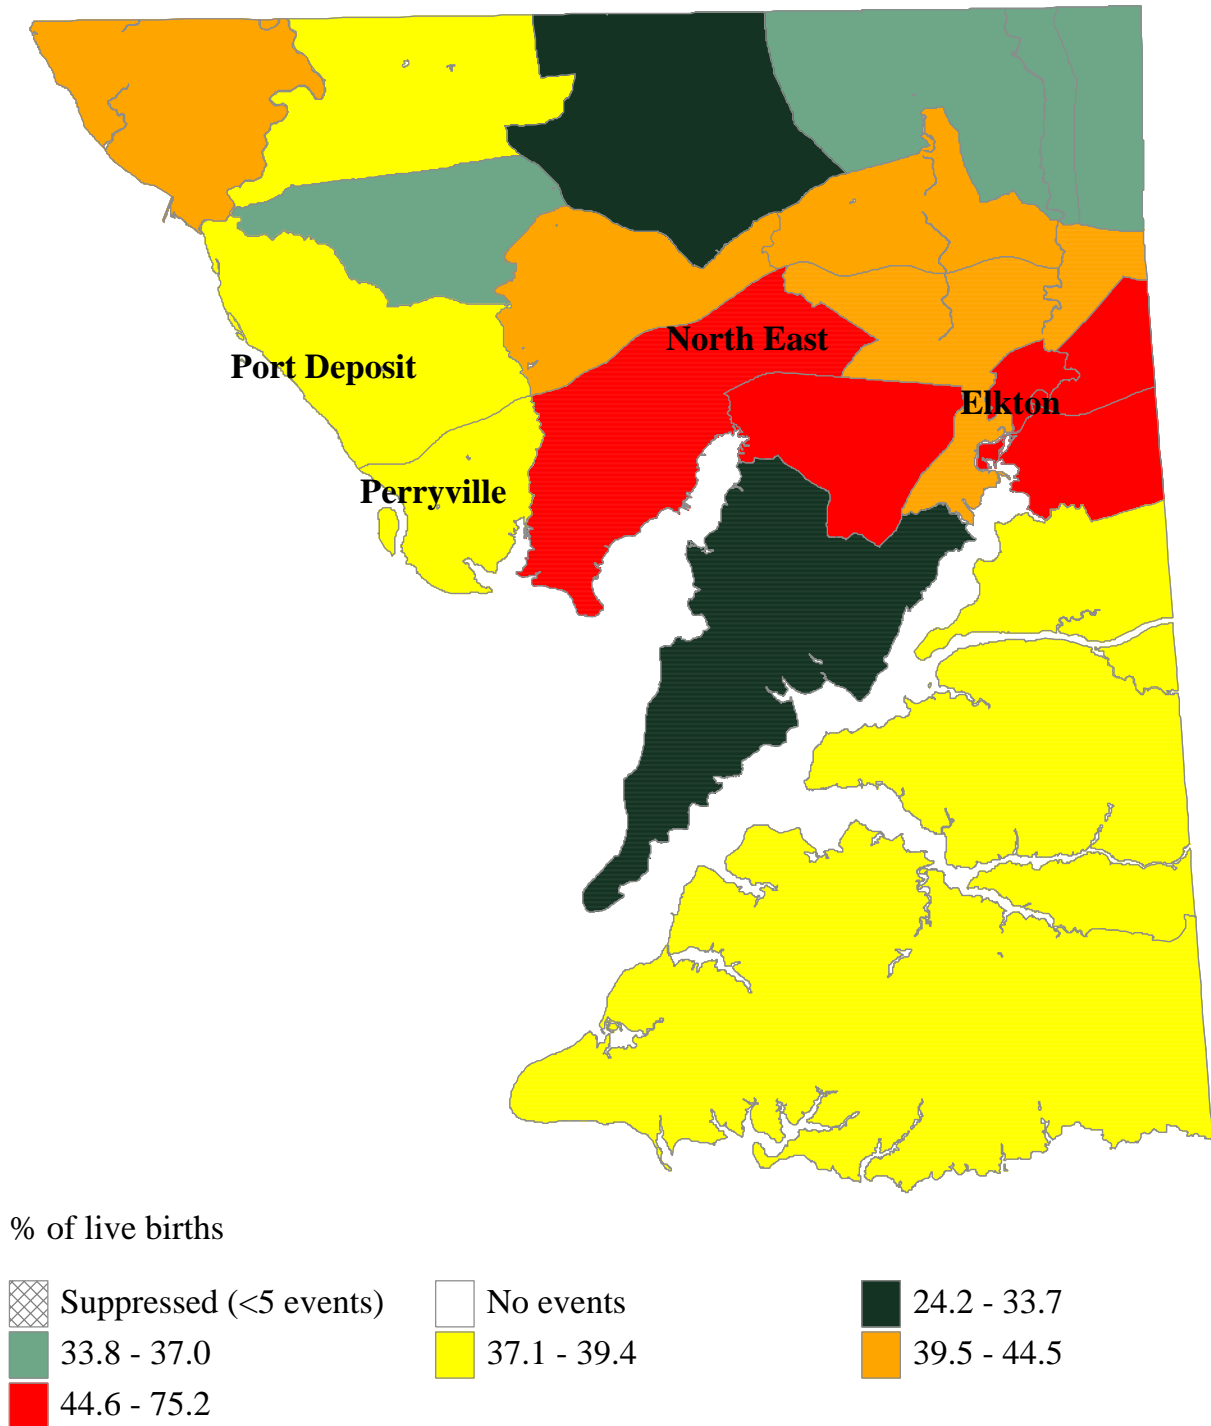 North East
Port Deposit
Elkton
Perryville
% of live births
Suppressed (<5 events)
No events
24.2 - 33.7
33.8 - 37.0
37.1 - 39.4
39.5 - 44.5
44.6 - 75.2